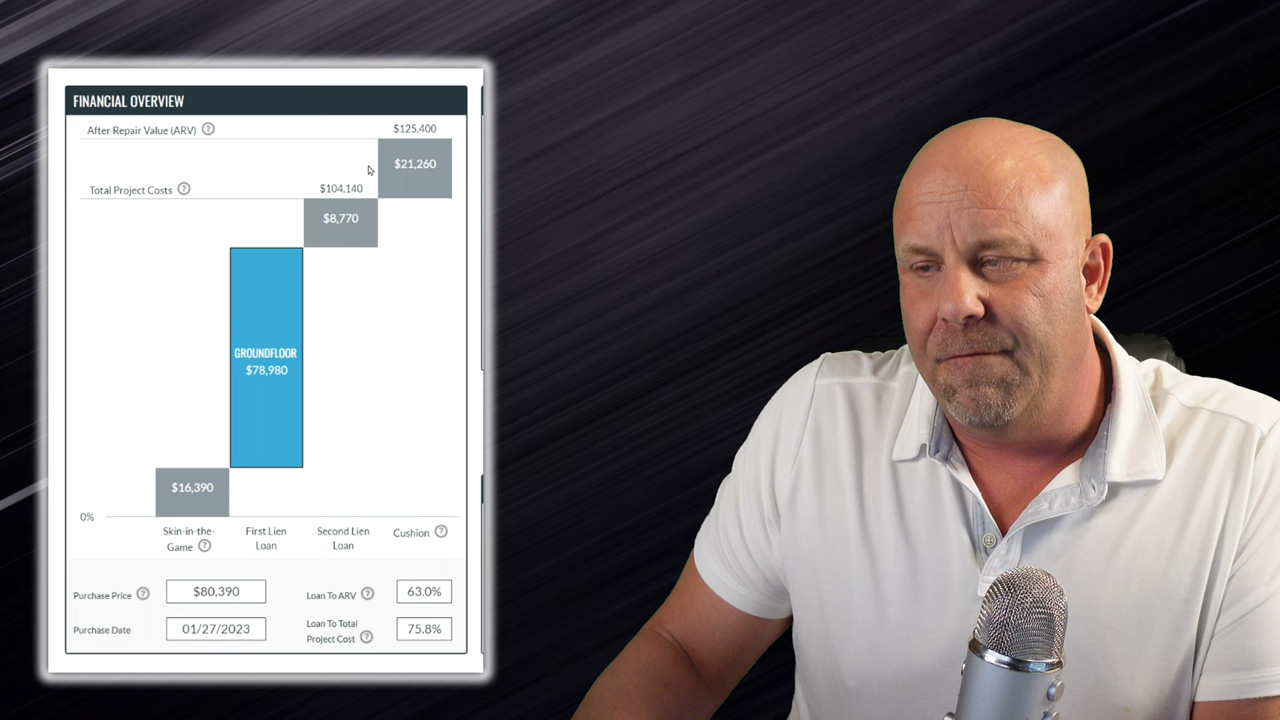 FINANCIAL OVERVIEW
After Repair Value (ARV) ?
$125,400
$21,260
Total Project Costs ?
$104,140
$8,770
GROUNDFLOOR
$78,980
$16,390
0%
Skin-in-the-
Game ?
First Lien
Loan
Second Lien
Loan
Cushion ?
Purchase Price ? $80,390
Loan To ARV ? 63.0%
Purchase Date 01/27/2023
Loan To Total
Project Cost ? 75.8%